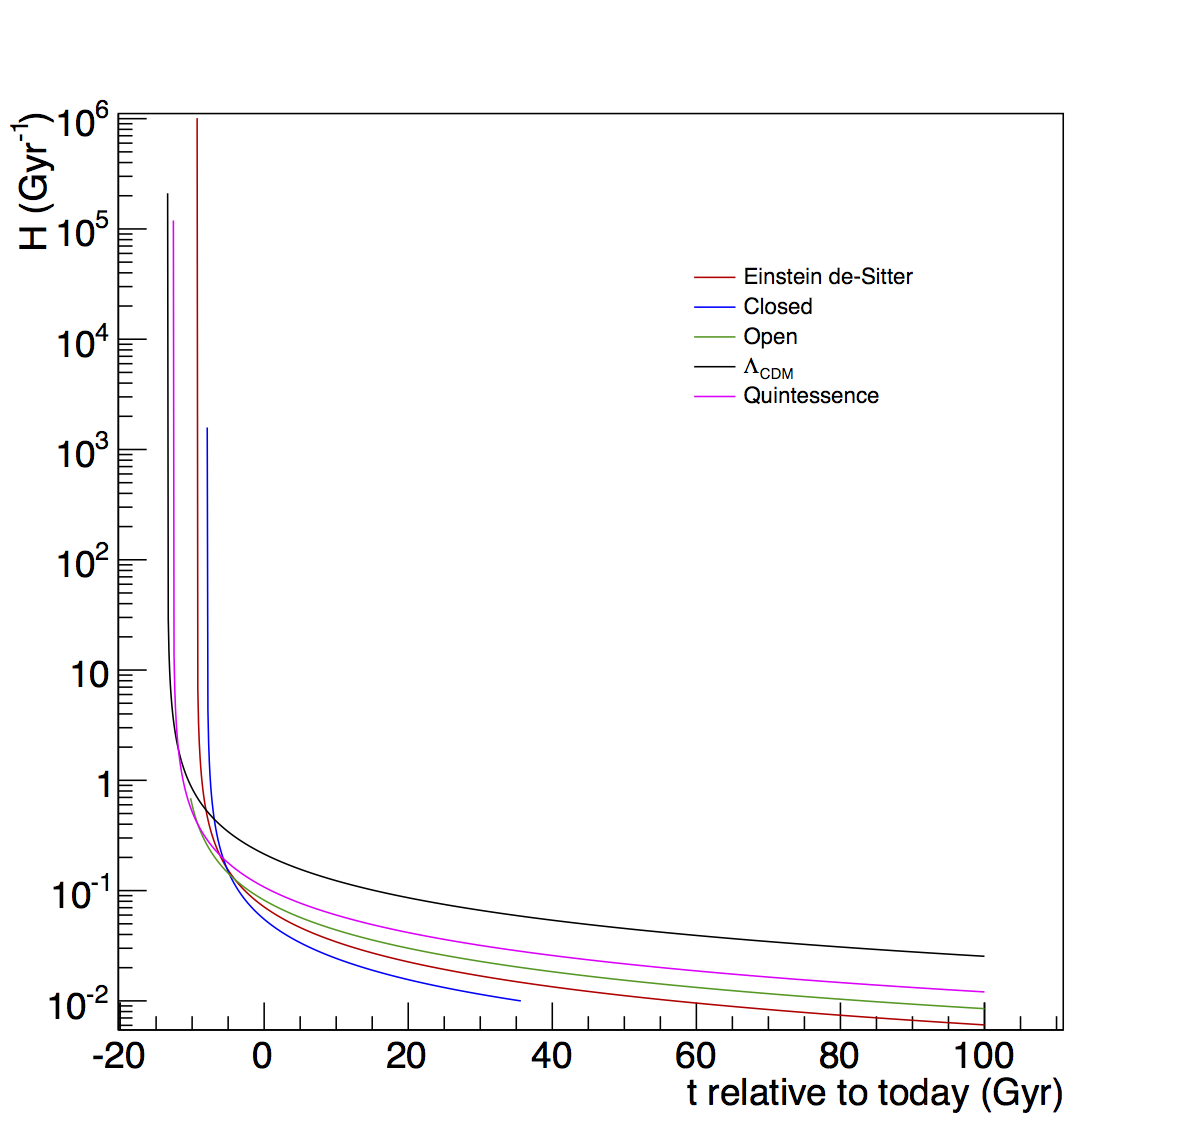 H (Gyr⁻¹)
10⁶
10⁵
10⁴
10³
10²
10
1
10⁻¹
10⁻²
Einstein de-Sitter
Closed
Open
Λ_CDM
Quintessence
-20 0 20 40 60 80 100
t relative to today (Gyr)